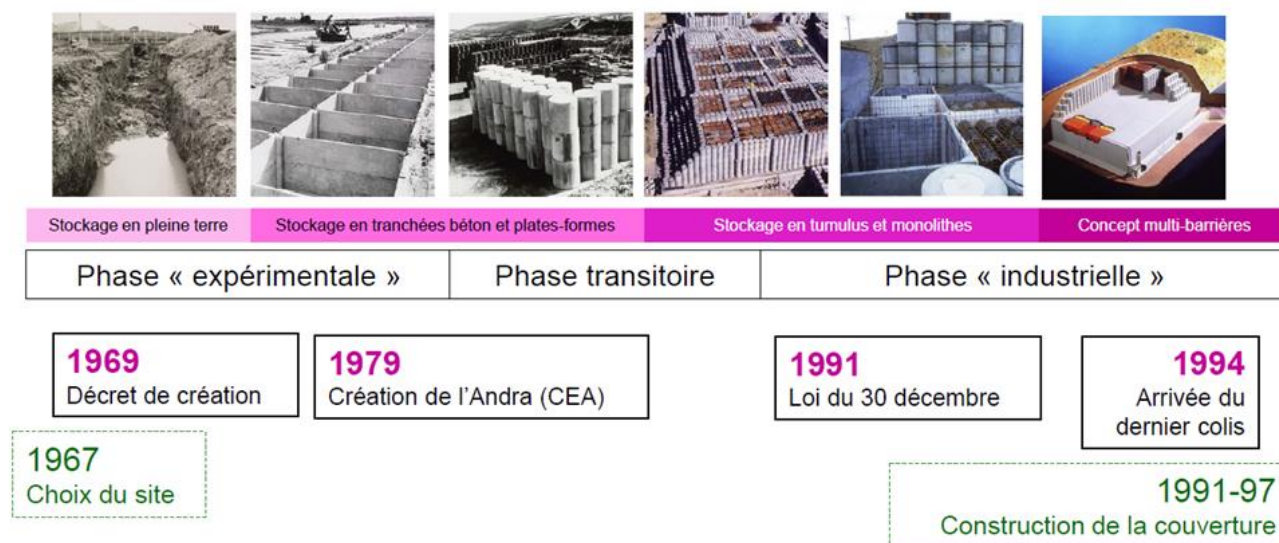 Stockage en pleine terre
Stockage en tranchées béton et plates-formes
Stockage en tumulus et monolithes
Concept multi-barrières
Phase « expérimentale »
Phase transitoire
Phase « industrielle »
1969
Décret de création
1979
Création de l'Andra (CEA)
1991
Loi du 30 décembre
1994
Arrivée du
dernier colis
1967
Choix du site
1991-97
Construction de la couverture